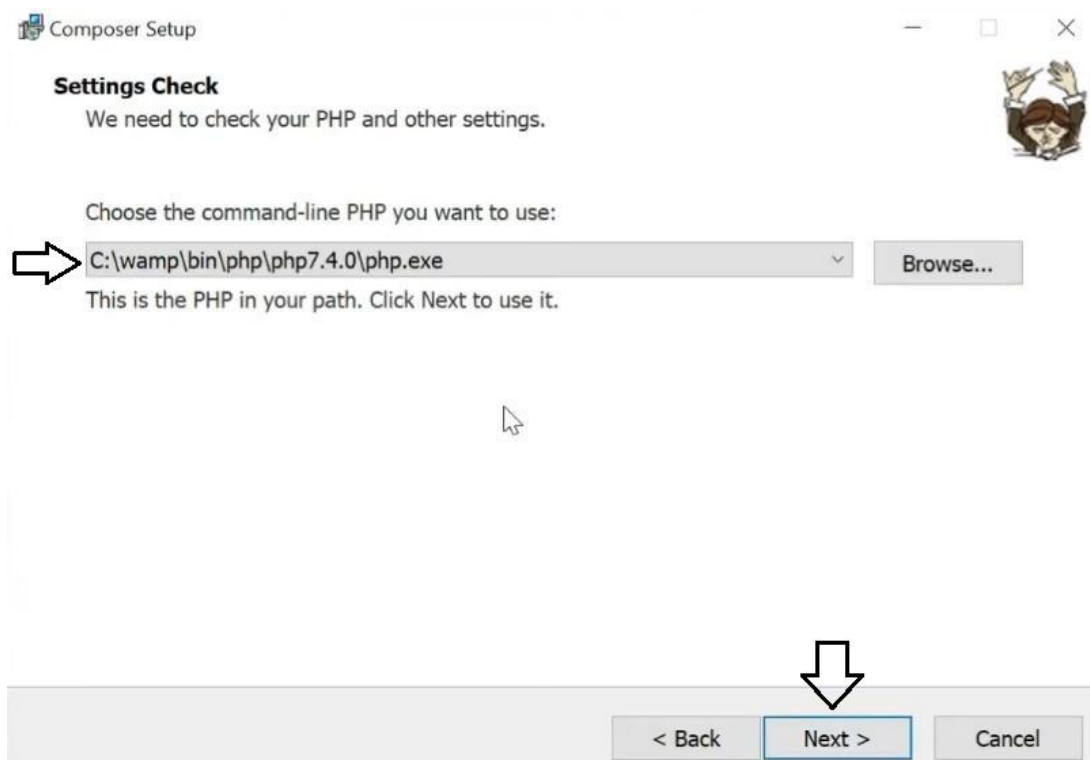 Composer Setup
Settings Check
We need to check your PHP and other settings.
Choose the command-line PHP you want to use:
C:\wamp\bin\php\php7.4.0\php.exe
Browse...
This is the PHP in your path. Click Next to use it.
< Back Next > Cancel